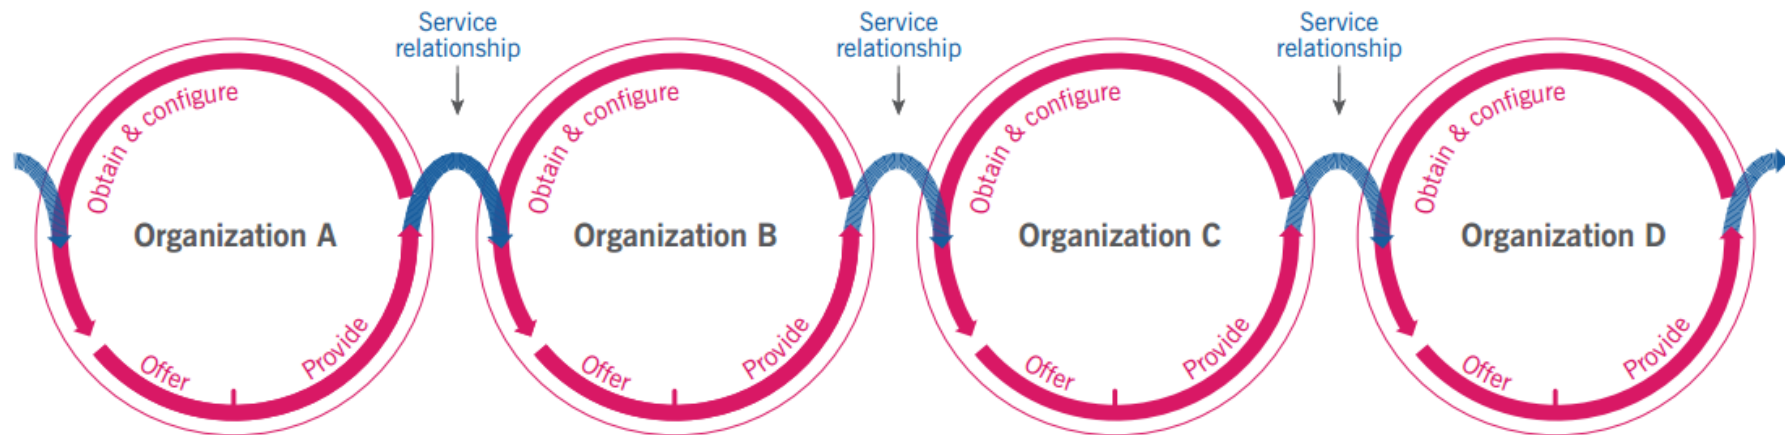 Service
relationship
Service
relationship
Service
relationship
Obtain & configure
Organization A
Offer
Provide
Obtain & configure
Organization B
Offer
Provide
Obtain & configure
Organization C
Offer
Provide
Obtain & configure
Organization D
Offer
Provide